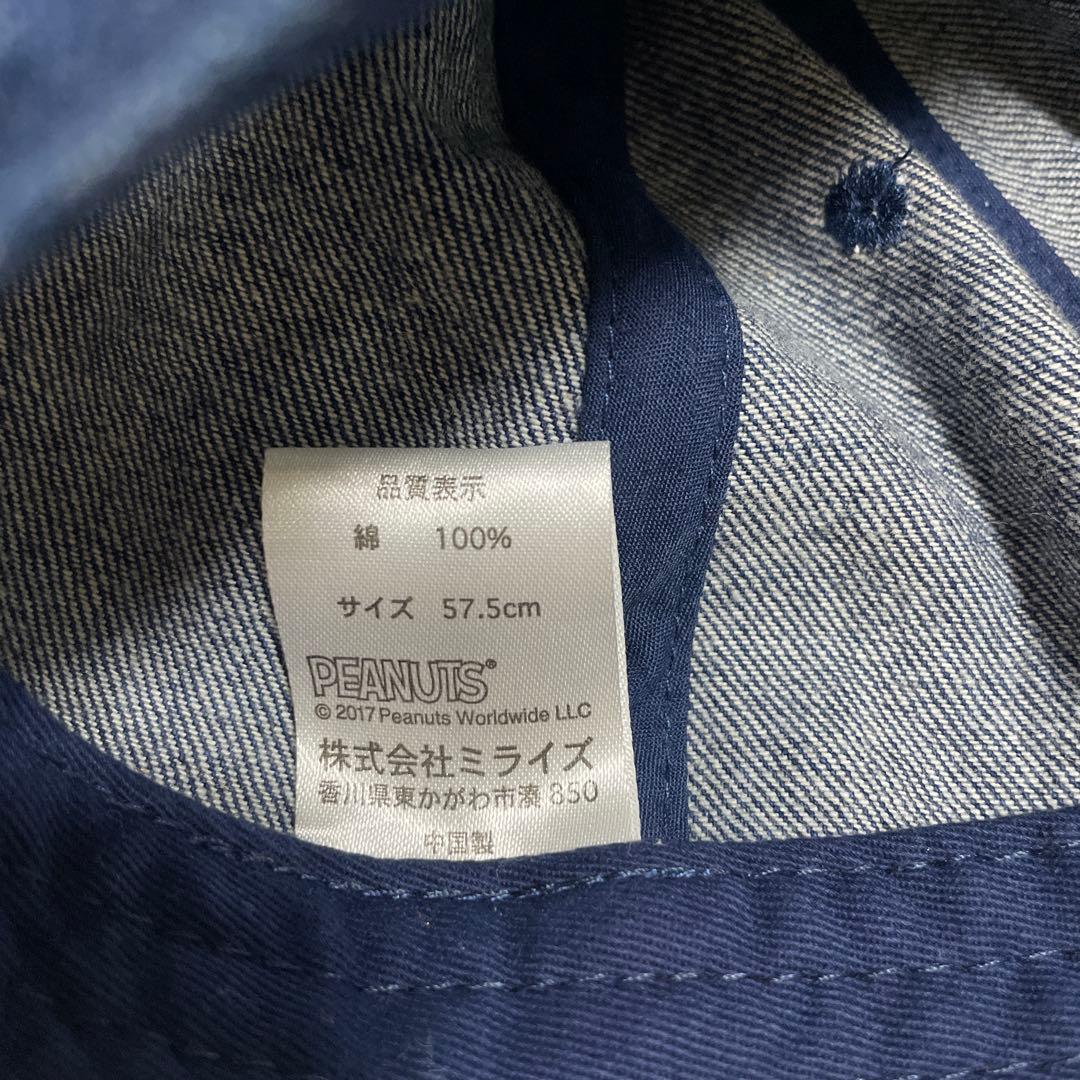 品質表示
綿 100%
サイズ 57.5cm
PEANUTS®
© 2017 Peanuts Worldwide LLC
株式会社ミライズ
香川県東かがわ市湊 850
中国製